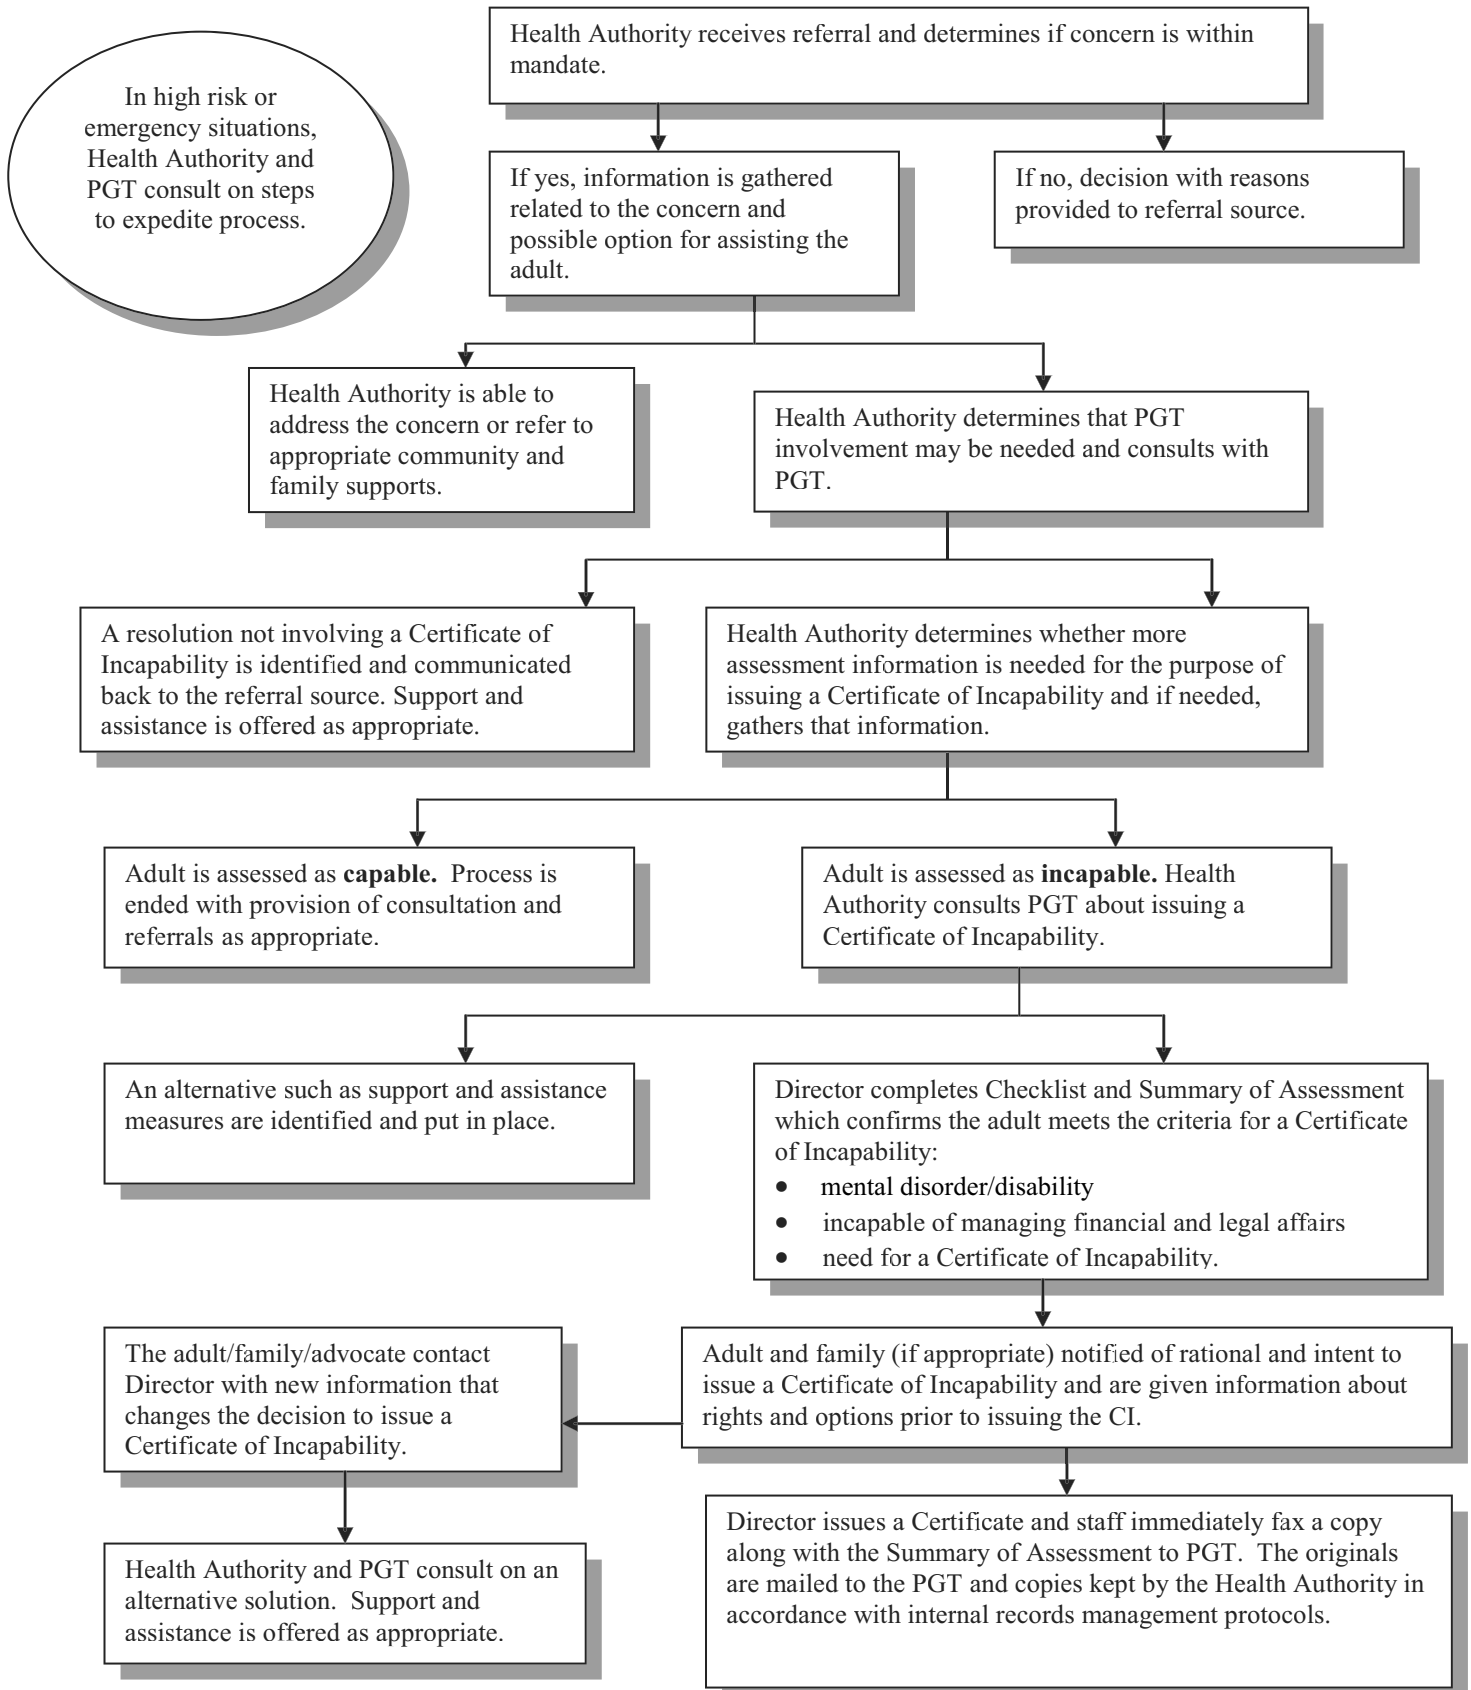 Health Authority receives referral and determines if concern is within
mandate.
In high risk or
emergency situations,
Health Authority and
PGT consult on steps
to expedite process.
If yes, information is gathered
related to the concern and
possible option for assisting the
adult.
If no, decision with reasons
provided to referral source.
Health Authority is able to
address the concern or refer to
appropriate community and
family supports.
Health Authority determines that PGT
involvement may be needed and consults with
PGT.
A resolution not involving a Certificate of
Incapability is identified and communicated
back to the referral source. Support and
assistance is offered as appropriate.
Health Authority determines whether more
assessment information is needed for the purpose of
issuing a Certificate of Incapability and if needed,
gathers that information.
Adult is assessed as capable. Process is
ended with provision of consultation and
referrals as appropriate.
Adult is assessed as incapable. Health
Authority consults PGT about issuing a
Certificate of Incapability.
An alternative such as support and assistance
measures are identified and put in place.
Director completes Checklist and Summary of Assessment
which confirms the adult meets the criteria for a Certificate
of Incapability:
• mental disorder/disability
• incapable of managing financial and legal affairs
• need for a Certificate of Incapability.
The adult/family/advocate contact
Director with new information that
changes the decision to issue a
Certificate of Incapability.
Adult and family (if appropriate) notified of rational and intent to
issue a Certificate of Incapability and are given information about
rights and options prior to issuing the CI.
Health Authority and PGT consult on an
alternative solution. Support and
assistance is offered as appropriate.
Director issues a Certificate and staff immediately fax a copy
along with the Summary of Assessment to PGT. The originals
are mailed to the PGT and copies kept by the Health Authority in
accordance with internal records management protocols.